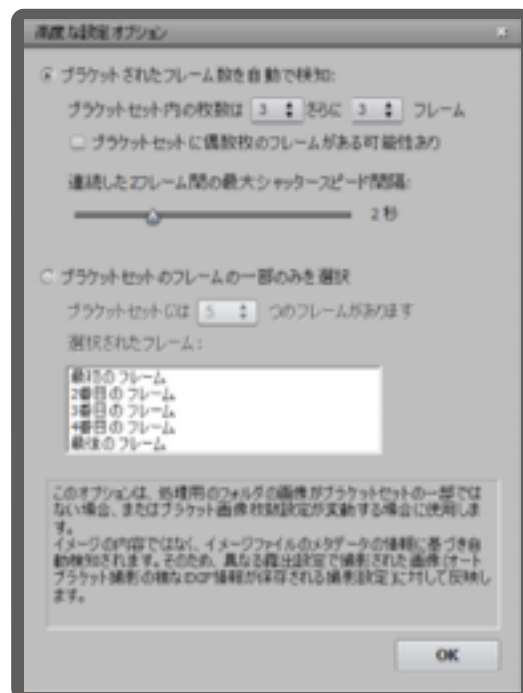 高度な設定オプション
ブラケットされたフレーム数を自動で検知:
ブラケットセット内の枚数は 3 さらに 3 フレーム
ブラケットセットに偶数枚のフレームがある可能性あり
連続した2フレーム間の最大シャッタースピード間隔:
2 秒
ブラケットセットのフレームの一部のみを選択
ブラケットセットには 5 つのフレームがあります
選択されたフレーム:
最初のフレーム
2番目のフレーム
3番目のフレーム
4番目のフレーム
最後のフレーム
このオプションは、処理用のフォルダの画像がブラケットセットの一部では
ない場合、またはブラケット画像枚数設定が変動する場合に使用しま
す。
イメージの内容ではなく、イメージファイルのメタデータの情報に基づき自
動検知されます。そのため、異なる露出設定で撮影された画像(オート
ブラケット撮影の様な EXIF情報が保存される撮影設定)に対して反映し
ます。
OK